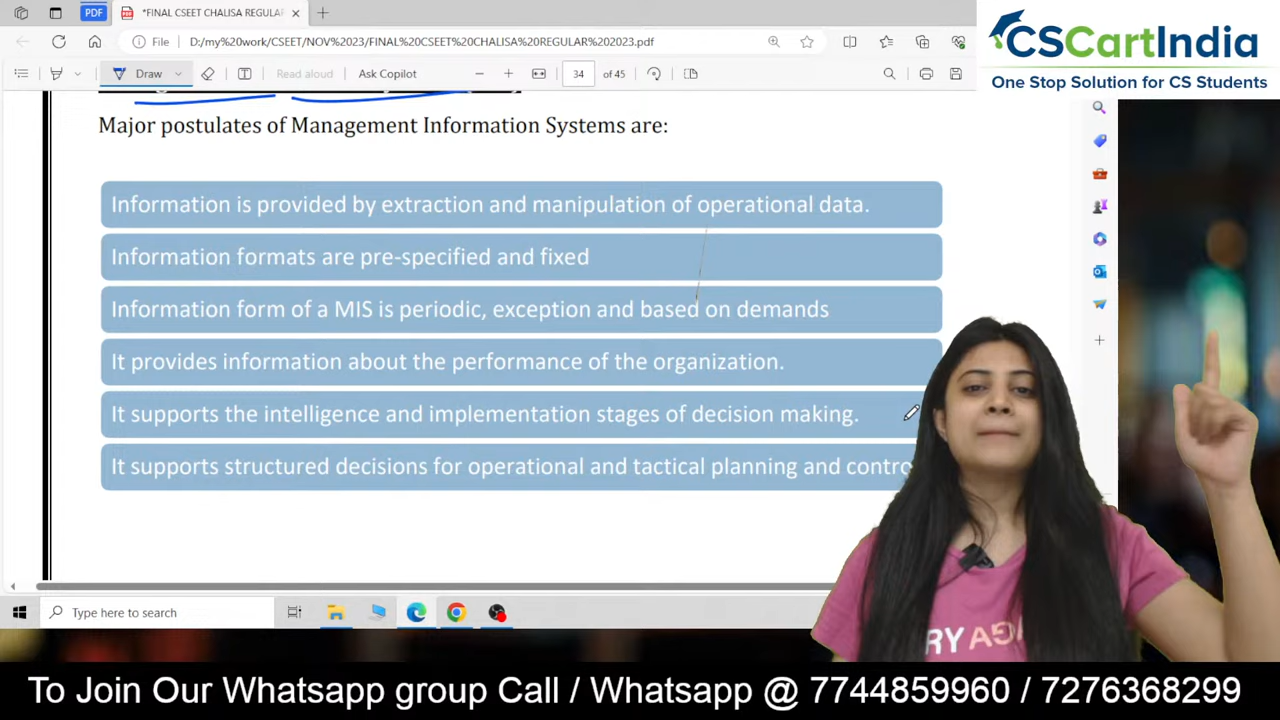 *FINAL CSEET CHALISA REGULAR
PDF
File
D:/my%20work/CSEET/NOV%2023/FINAL%20CSEET%20CHALISA%20REGULAR%202023.pdf
Draw
Read aloud
Ask Copilot
34 of 45
CSCartIndia
One Stop Solution for CS Students
Major postulates of Management Information Systems are:
Information is provided by extraction and manipulation of operational data.
Information formats are pre-specified and fixed
Information form of a MIS is periodic, exception and based on demands
It provides information about the performance of the organization.
It supports the intelligence and implementation stages of decision making.
It supports structured decisions for operational and tactical planning and contro
Type here to search
To Join Our Whatsapp group Call / Whatsapp @ 7744859960 / 7276368299